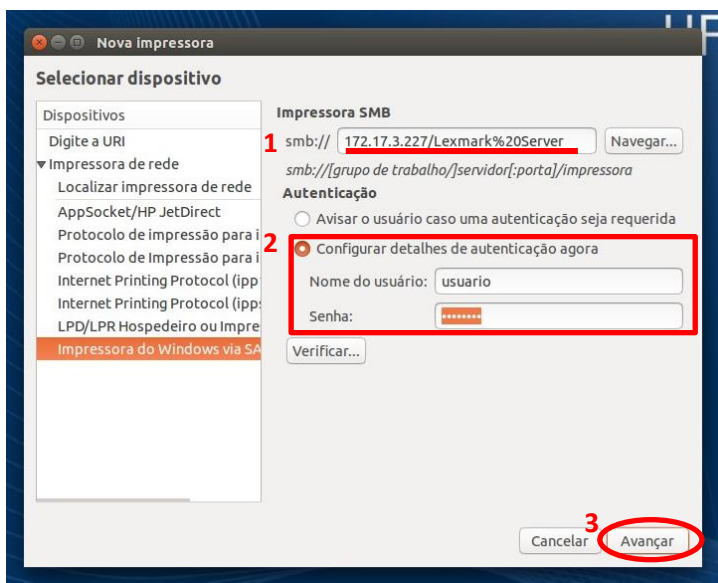 UF
Nova impressora
Selecionar dispositivo
Dispositivos
Digite a URI
Impressora de rede
Localizar impressora de rede
AppSocket/HP JetDirect
Protocolo de impressão para i
Protocolo de impressão para i
Internet Printing Protocol (ipp
Internet Printing Protocol (ipp:
LPD/LPR Hospedeiro ou Impre
Impressora do Windows via SA
Impressora SMB
1 smb:// 172.17.3.227/Lexmark%20Server Navegar...
smb://[grupo de trabalho/]servidor[:porta]/impressora
Autenticação
Avisar o usuário caso uma autenticação seja requerida
2 Configurar detalhes de autenticação agora
Nome do usuário: usuario
Senha: ••••••••
Verificar...
3
Cancelar Avançar